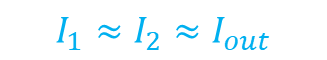 I₁ ≈ I₂ ≈ Iₒᵤₜ